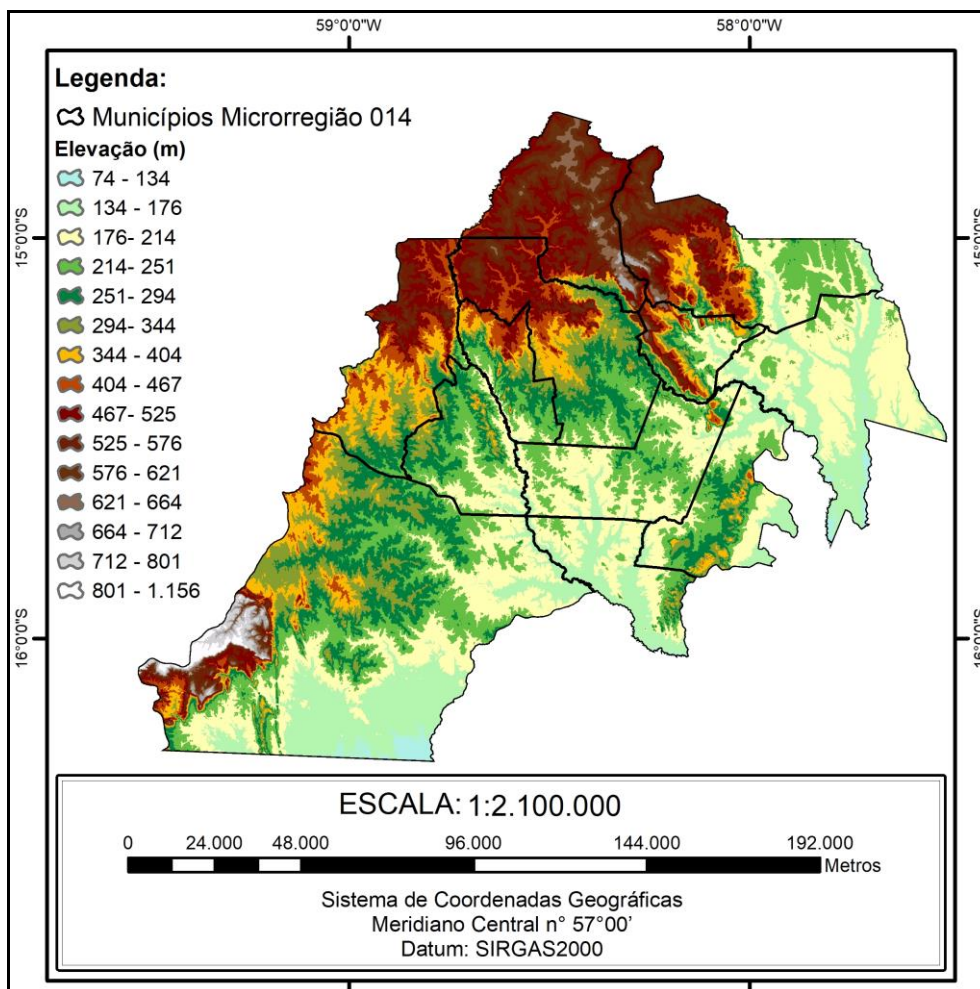 59°0'0"W
58°0'0"W
Legenda:
Municípios Microrregião 014
Elevação (m)
74 - 134
134 - 176
176- 214
214- 251
251- 294
294- 344
344 - 404
404 - 467
467- 525
525 - 576
576 - 621
621 - 664
664 - 712
712 - 801
801 - 1.156
15°0'0"S
15°0'0"S
16°0'0"S
16°0'0"S
ESCALA: 1:2.100.000
0 24.000 48.000 96.000 144.000 192.000
Metros
Sistema de Coordenadas Geográficas
Meridiano Central n° 57°00'
Datum: SIRGAS2000